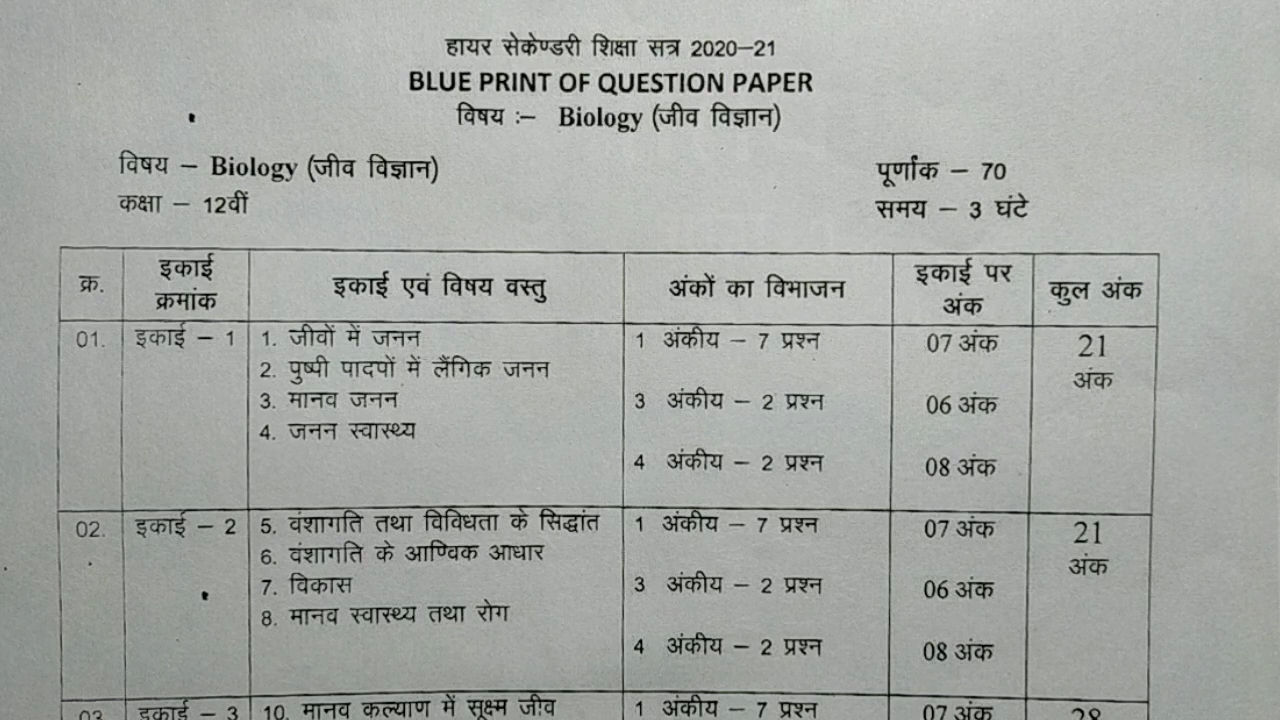 हायर सेकेण्डरी शिक्षा सत्र 2020–21
BLUE PRINT OF QUESTION PAPER
विषय :– Biology (जीव विज्ञान)
विषय – Biology (जीव विज्ञान) पूर्णांक – 70
कक्षा – 12वीं समय – 3 घंटे
क्र. इकाई क्रमांक इकाई एवं विषय वस्तु अंकों का विभाजन इकाई पर अंक कुल अंक
01. इकाई – 1 1. जीवों में जनन 1 अंकीय – 7 प्रश्न 07 अंक 21
2. पुष्पी पादपों में लैंगिक जनन अंक
3. मानव जनन 3 अंकीय – 2 प्रश्न 06 अंक
4. जनन स्वास्थ्य
4 अंकीय – 2 प्रश्न 08 अंक
02. इकाई – 2 5. वंशागति तथा विविधता के सिद्धांत 1 अंकीय – 7 प्रश्न 07 अंक 21
6. वंशागति के आण्विक आधार अंक
7. विकास 3 अंकीय – 2 प्रश्न 06 अंक
8. मानव स्वास्थ्य तथा रोग
4 अंकीय – 2 प्रश्न 08 अंक
03. इकाई – 3 10. मानव कल्याण में सूक्ष्म जीव 1 अंकीय – 7 प्रश्न 07 अंक 28